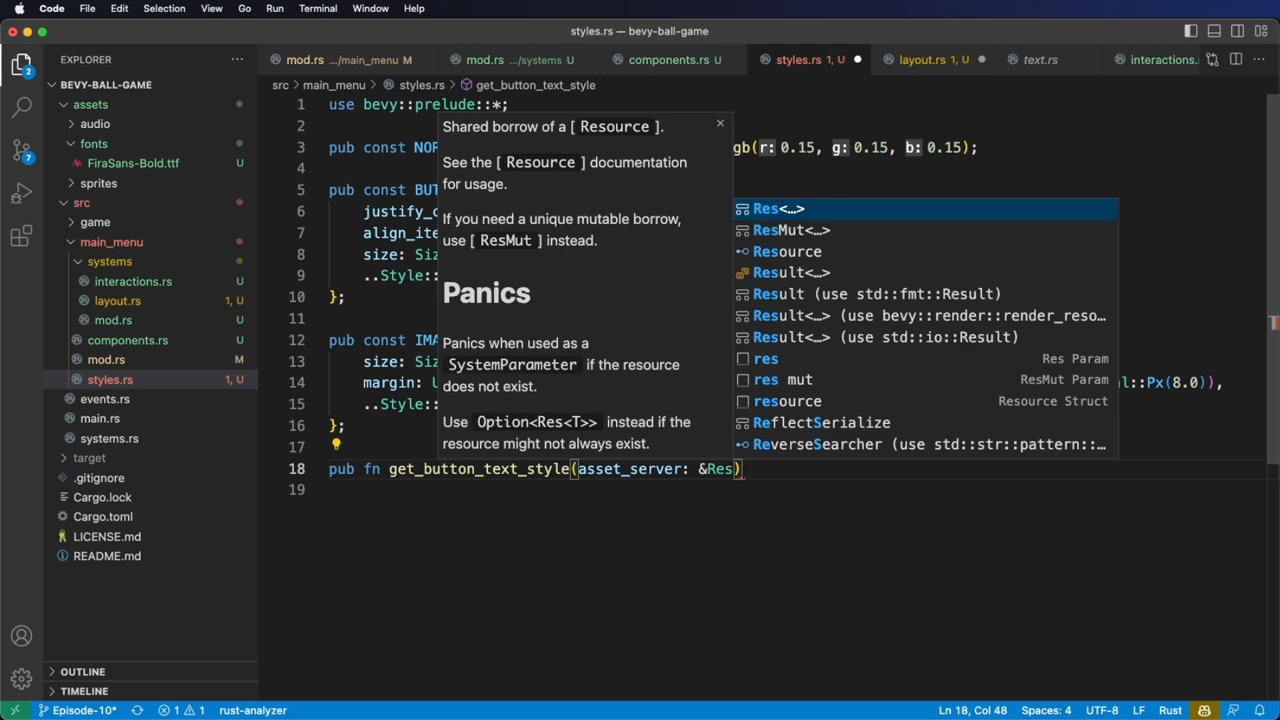 Code File Edit Selection View Go Run Terminal Window Help
styles.rs — bevy-ball-game
EXPLORER
mod.rs .../main_menu M
mod.rs .../systems U
components.rs U
styles.rs 1, U
layout.rs 1, U
text.rs
interactions.
src > main_menu > styles.rs > get_button_text_style
BEVY-BALL-GAME
assets
audio
fonts
FiraSans-Bold.ttf U
sprites
src
game
main_menu
systems
interactions.rs U
layout.rs 1, U
mod.rs U
components.rs U
mod.rs M
styles.rs 1, U
events.rs
main.rs
systems.rs
target
.gitignore
Cargo.lock
Cargo.toml
LICENSE.md
README.md
OUTLINE
TIMELINE
1 use bevy::prelude::*;
2
3 pub const NOR gb(r: 0.15, g: 0.15, b: 0.15);
4
5 pub const BUT
6 justify_c
7 align_ite
8 size: Siz
9 ..Style::
10 };
11
12 pub const IMA
13 size: Siz
14 margin: U l::Px(8.0)),
15 ..Style::
16 };
17
18 pub fn get_button_text_style(asset_server: &Res)
19
Shared borrow of a [ Resource ].
See the [ Resource ] documentation
for usage.
If you need a unique mutable borrow,
use [ ResMut ] instead.
Panics
Panics when used as a
SystemParameter if the resource
does not exist.
Use Option<Res<T>> instead if the
resource might not always exist.
Res<…>
ResMut<…>
Resource
Result<…>
Result (use std::fmt::Result)
Result<…> (use bevy::render::render_reso…
Result<…> (use std::io::Result)
res Res Param
res mut ResMut Param
resource Resource Struct
ReflectSerialize
ReverseSearcher (use std::str::pattern::…
2
7
Episode-10* 1 1 rust-analyzer
Ln 18, Col 48 Spaces: 4 UTF-8 LF Rust